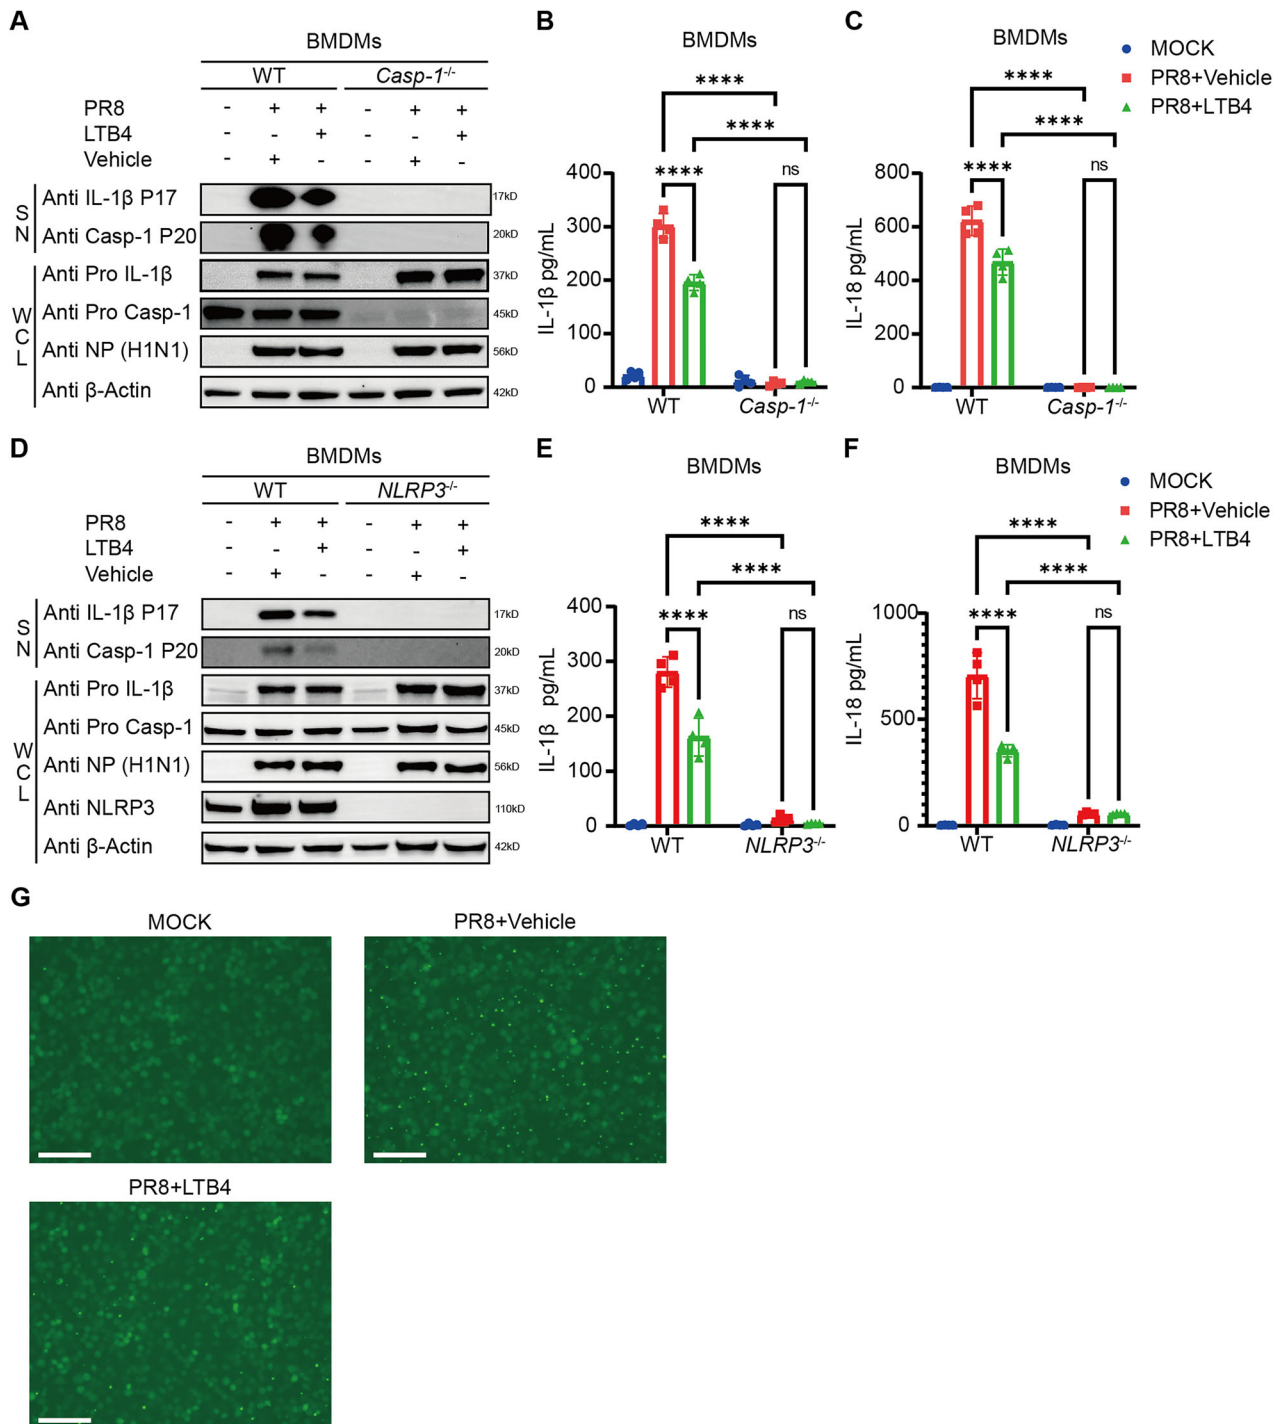 A
BMDMs
WT Casp-1-/-
PR8 - + + - + +
LTB4 - - + - - +
Vehicle - + - - + -
SN
Anti IL-1β P17 17kD
Anti Casp-1 P20 20kD
WCL
Anti Pro IL-1β 37kD
Anti Pro Casp-1 45kD
Anti NP (H1N1) 56kD
Anti β-Actin 42kD
B
BMDMs
****
****
****
ns
IL-1β pg/mL
400
300
200
100
0
WT Casp-1-/-
C
BMDMs
****
****
****
ns
IL-18 pg/mL
800
600
400
200
0
WT Casp-1-/-
MOCK
PR8+Vehicle
PR8+LTB4
D
BMDMs
WT NLRP3-/-
PR8 - + + - + +
LTB4 - - + - - +
Vehicle - + - - + -
SN
Anti IL-1β P17 17kD
Anti Casp-1 P20 20kD
WCL
Anti Pro IL-1β 37kD
Anti Pro Casp-1 45kD
Anti NP (H1N1) 56kD
Anti NLRP3 110kD
Anti β-Actin 42kD
E
BMDMs
****
****
****
ns
IL-1β pg/mL
400
300
200
100
0
WT NLRP3-/-
F
BMDMs
****
****
****
ns
IL-18 pg/mL
1000
500
0
WT NLRP3-/-
MOCK
PR8+Vehicle
PR8+LTB4
G
MOCK
PR8+Vehicle
PR8+LTB4